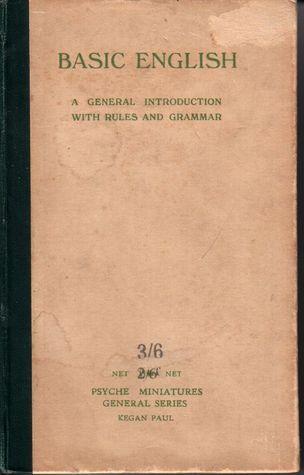 BASIC ENGLISH
A GENERAL INTRODUCTION
WITH RULES AND GRAMMAR
3/6
NET 2/6 NET
PSYCHE MINIATURES
GENERAL SERIES
KEGAN PAUL